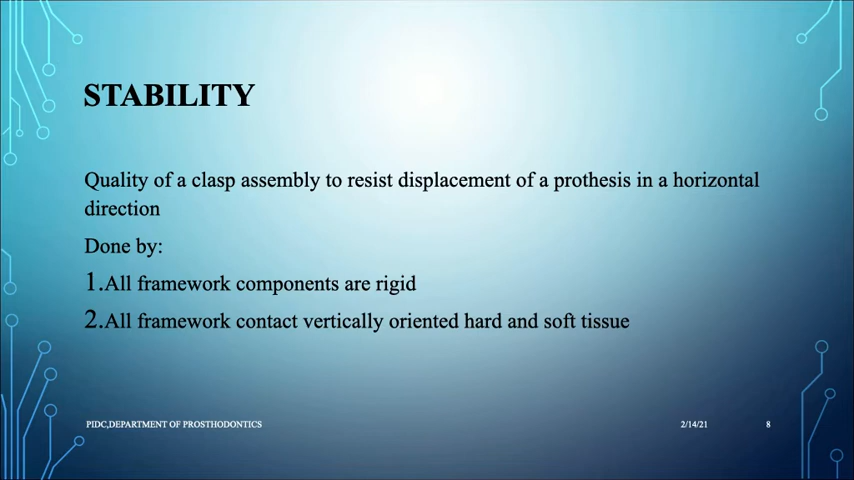 STABILITY
Quality of a clasp assembly to resist displacement of a prothesis in a horizontal
direction
Done by:
1.All framework components are rigid
2.All framework contact vertically oriented hard and soft tissue
PIDC,DEPARTMENT OF PROSTHODONTICS
2/14/21
8